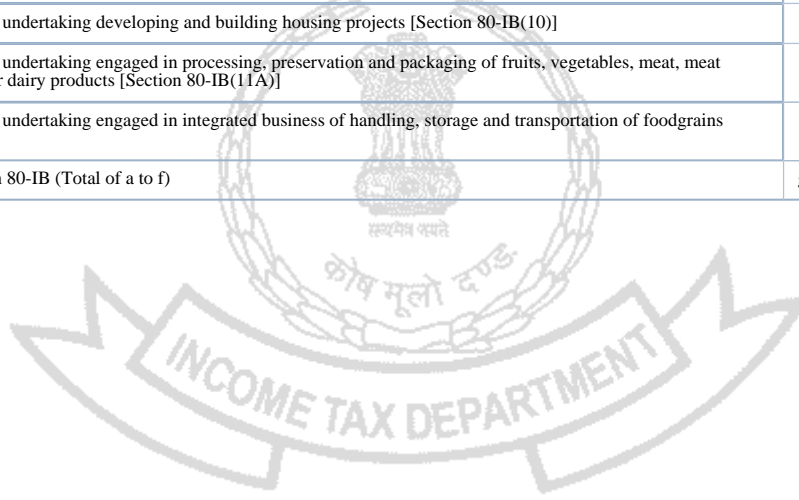 undertaking developing and building housing projects [Section 80-IB(10)]
undertaking engaged in processing, preservation and packaging of fruits, vegetables, meat, meat
dairy products [Section 80-IB(11A)]
undertaking engaged in integrated business of handling, storage and transportation of foodgrains
80-IB (Total of a to f)
सत्यमेव जयते
कोष मूलो दण्डः
INCOME TAX DEPARTMENT